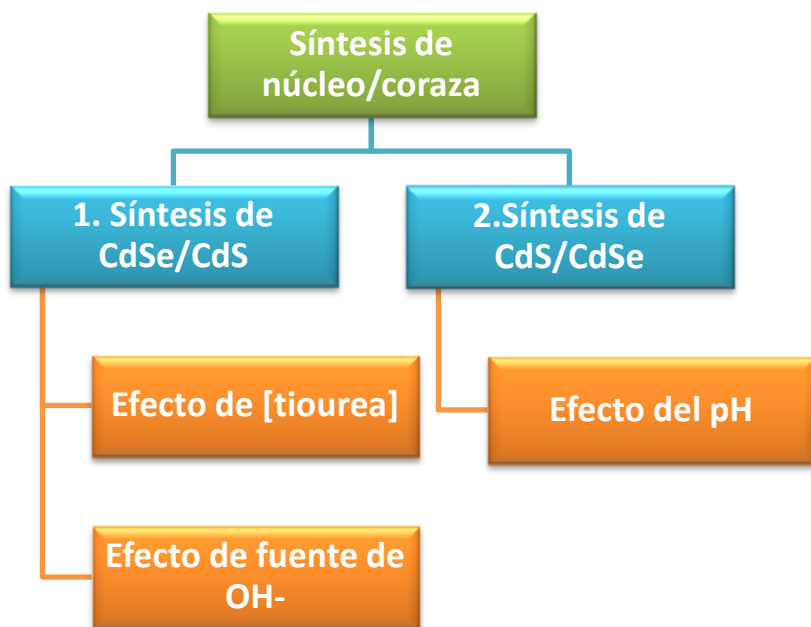 Síntesis de
núcleo/coraza
1. Síntesis de
CdSe/CdS
2.Síntesis de
CdS/CdSe
Efecto de [tiourea]
Efecto del pH
Efecto de fuente de
OH-